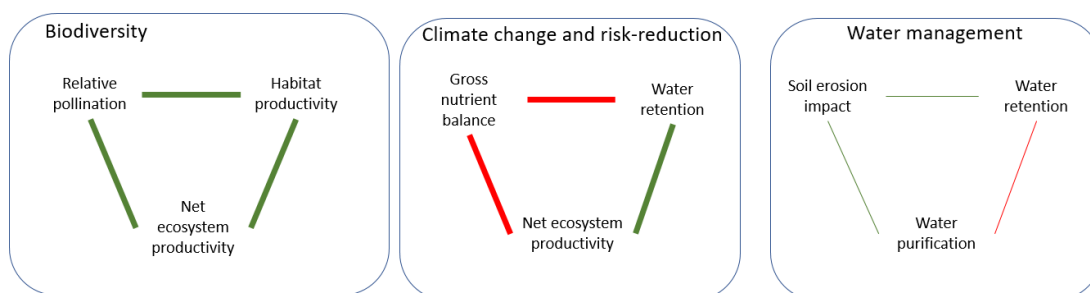 Biodiversity
Relative
pollination
Habitat
productivity
Net
ecosystem
productivity
Climate change and risk-reduction
Gross
nutrient
balance
Water
retention
Net ecosystem
productivity
Water management
Soil erosion
impact
Water
retention
Water
purification